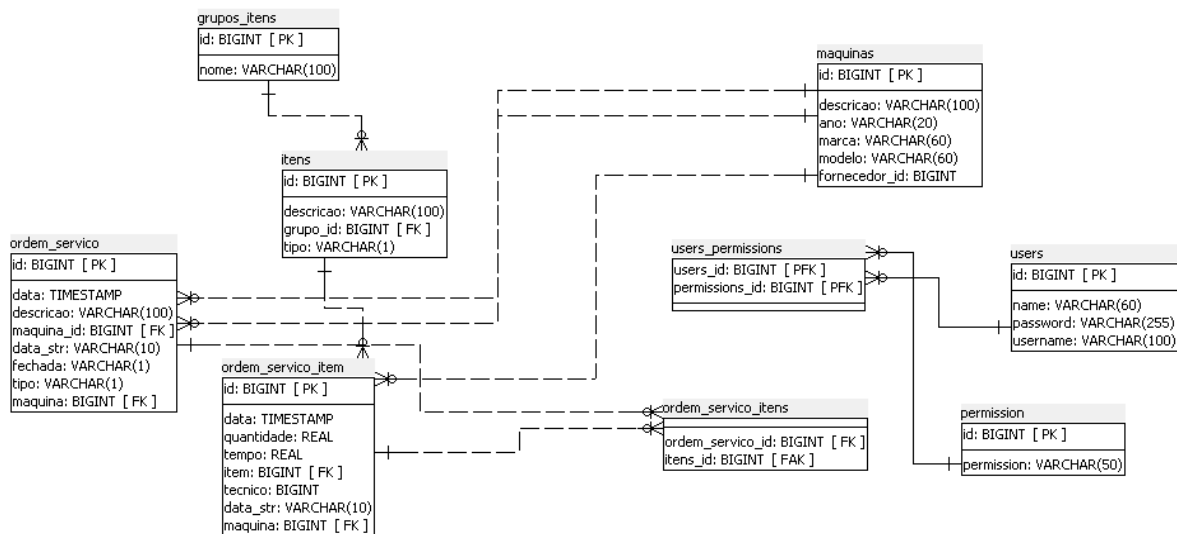 grupos_itens
id: BIGINT [ PK ]
nome: VARCHAR(100)
maquinas
id: BIGINT [ PK ]
descricao: VARCHAR(100)
ano: VARCHAR(20)
marca: VARCHAR(60)
modelo: VARCHAR(60)
fornecedor_id: BIGINT
itens
id: BIGINT [ PK ]
descricao: VARCHAR(100)
grupo_id: BIGINT [ FK ]
tipo: VARCHAR(1)
ordem_servico
id: BIGINT [ PK ]
data: TIMESTAMP
descricao: VARCHAR(100)
maquina_id: BIGINT [ FK ]
data_str: VARCHAR(10)
fechada: VARCHAR(1)
tipo: VARCHAR(1)
maquina: BIGINT [ FK ]
users_permissions
users_id: BIGINT [ PFK ]
permissions_id: BIGINT [ PFK ]
users
id: BIGINT [ PK ]
name: VARCHAR(60)
password: VARCHAR(255)
username: VARCHAR(100)
ordem_servico_item
id: BIGINT [ PK ]
data: TIMESTAMP
quantidade: REAL
tempo: REAL
item: BIGINT [ FK ]
tecnico: BIGINT
data_str: VARCHAR(10)
maquina: BIGINT [ FK ]
ordem_servico_itens
ordem_servico_id: BIGINT [ FK ]
itens_id: BIGINT [ FAK ]
permission
id: BIGINT [ PK ]
permission: VARCHAR(50)